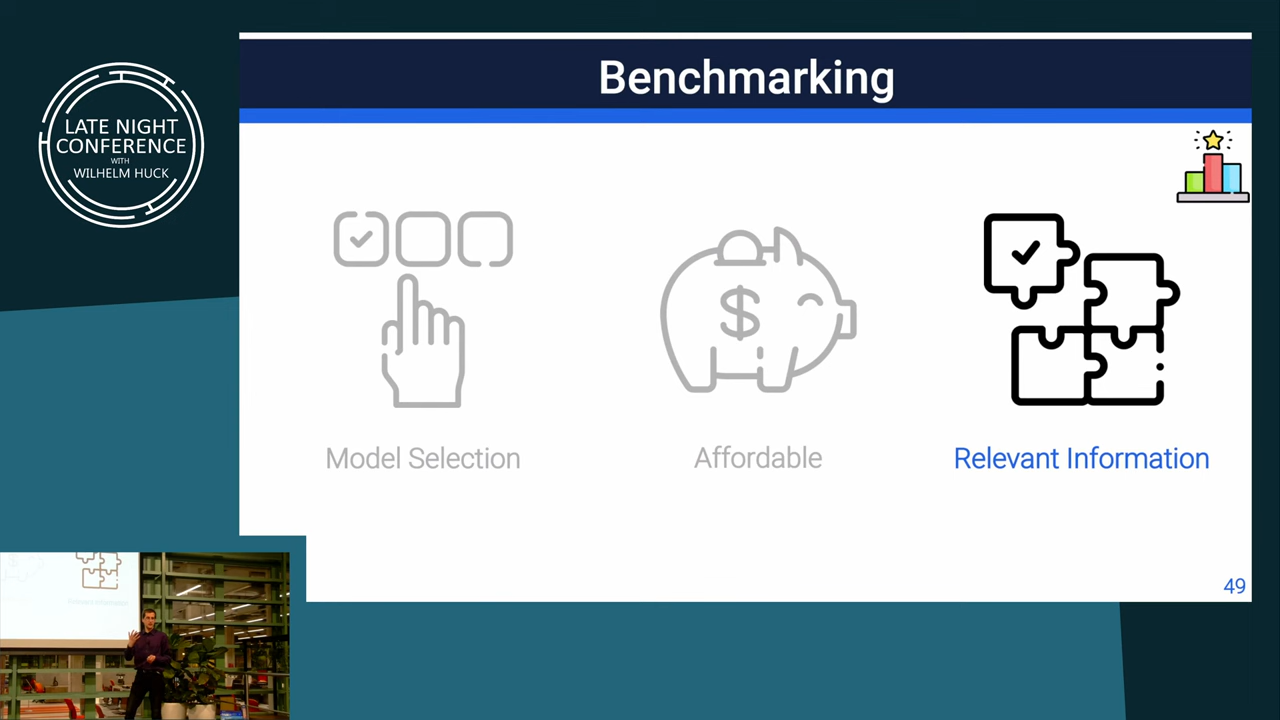 LATE NIGHT
CONFERENCE
WITH
WILHELM HUCK
Benchmarking
$
Model Selection
Affordable
Relevant Information
49